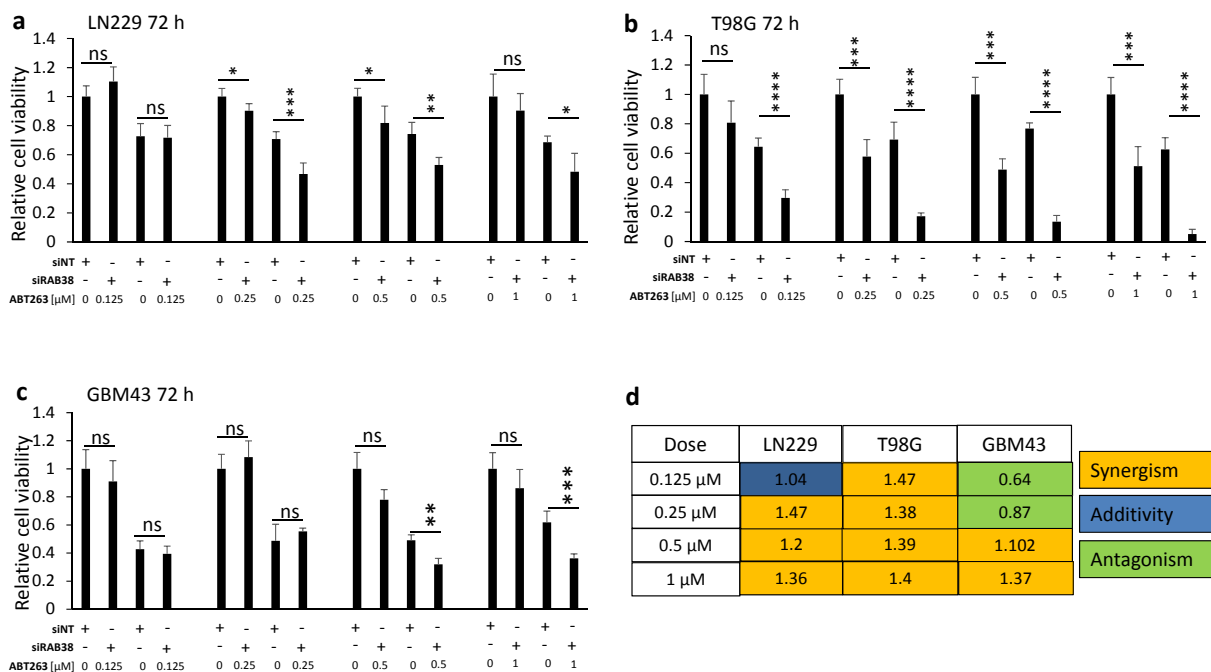 a LN229 72 h
Relative cell viability
1.4
1.2
1
0.8
0.6
0.4
0.2
0
ns ns * *** * ** ns *
siNT + - + - + - + - + - + - + - + -
siRAB38 - + - + - + - + - + - + - + - +
ABT263 [µM] 0 0.125 0 0.125 0 0.25 0 0.25 0 0.5 0 0.5 0 1 0 1
b T98G 72 h
Relative cell viability
1.4
1.2
1
0.8
0.6
0.4
0.2
0
ns **** *** **** *** **** *** ****
siNT + - + - + - + - + - + - + - + -
siRAB38 - + - + - + - + - + - + - + - +
ABT263 [µM] 0 0.125 0 0.125 0 0.25 0 0.25 0 0.5 0 0.5 0 1 0 1
c GBM43 72 h
Relative cell viability
1.4
1.2
1
0.8
0.6
0.4
0.2
0
ns ns ns ns ns ** ns ***
siNT + - + - + - + - + - + - + - + -
siRAB38 - + - + - + - + - + - + - + - +
ABT263 [µM] 0 0.125 0 0.125 0 0.25 0 0.25 0 0.5 0 0.5 0 1 0 1
d
Dose LN229 T98G GBM43
0.125 µM 1.04 1.47 0.64
0.25 µM 1.47 1.38 0.87
0.5 µM 1.2 1.39 1.102
1 µM 1.36 1.4 1.37
Synergism
Additivity
Antagonism